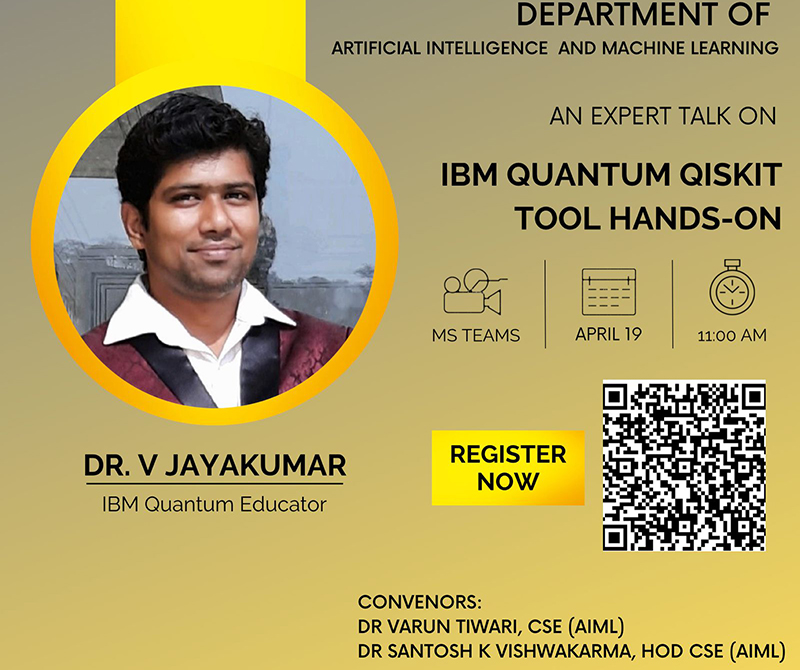 DEPARTMENT OF
ARTIFICIAL INTELLIGENCE AND MACHINE LEARNING
AN EXPERT TALK ON
IBM QUANTUM QISKIT
TOOL HANDS-ON
MS TEAMS
APRIL 19
11:00 AM
DR. V JAYAKUMAR
IBM Quantum Educator
REGISTER
NOW
CONVENORS:
DR VARUN TIWARI, CSE (AIML)
DR SANTOSH K VISHWAKARMA, HOD CSE (AIML)